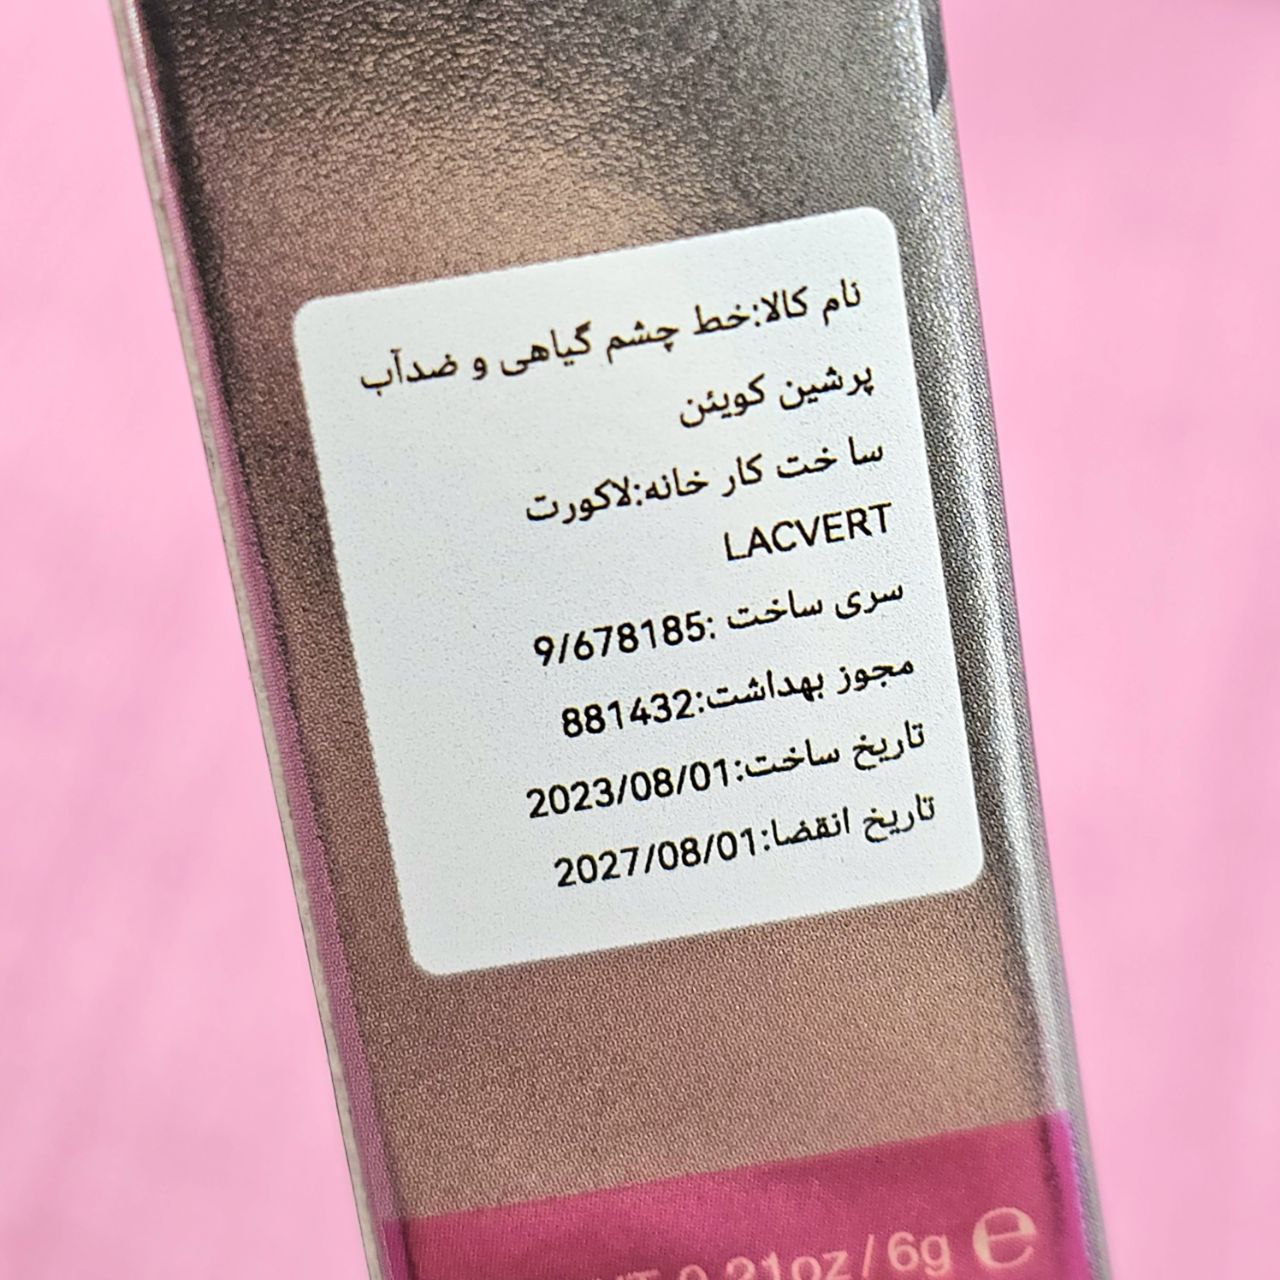 نام کالا:خط چشم گیاهی و ضدآب
پرشین کویئن
سا خت کار خانه:لاکورت
LACVERT
سری ساخت :9/678185
مجوز بهداشت:881432
تاریخ ساخت:2023/08/01
تاریخ انقضا:2027/08/01
0.21oz / 6g e